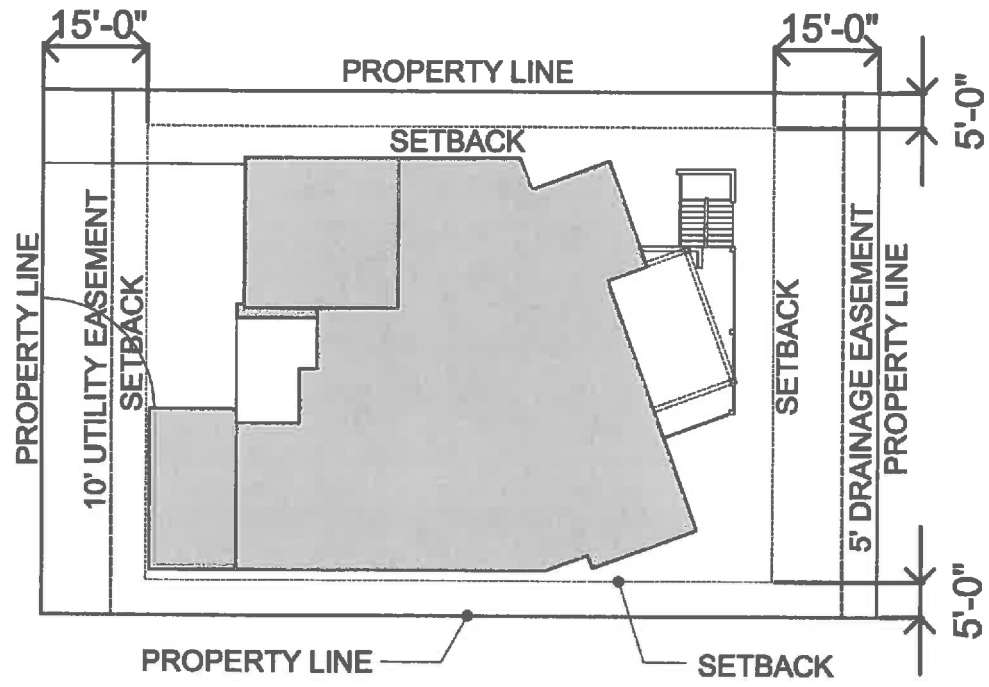 15'-0"
15'-0"
PROPERTY LINE
5'-0"
SETBACK
PROPERTY LINE
10' UTILITY EASEMENT
SETBACK
SETBACK
5' DRAINAGE EASEMENT
PROPERTY LINE
5'-0"
PROPERTY LINE
SETBACK